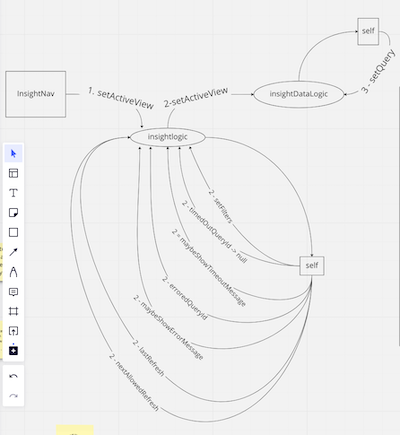 self
3 - setQuery
InsightNav
1. setActiveView
2-setActiveView
insightDataLogic
insightlogic
2 - setFilters
2 - timedOutQueryId -> null
2 = maybeShowTimeoutMessage
self
2 - erroredQueryId
2 - maybeShowErrorMessage
2 - lastRefresh
2 - nextAllowedRefresh